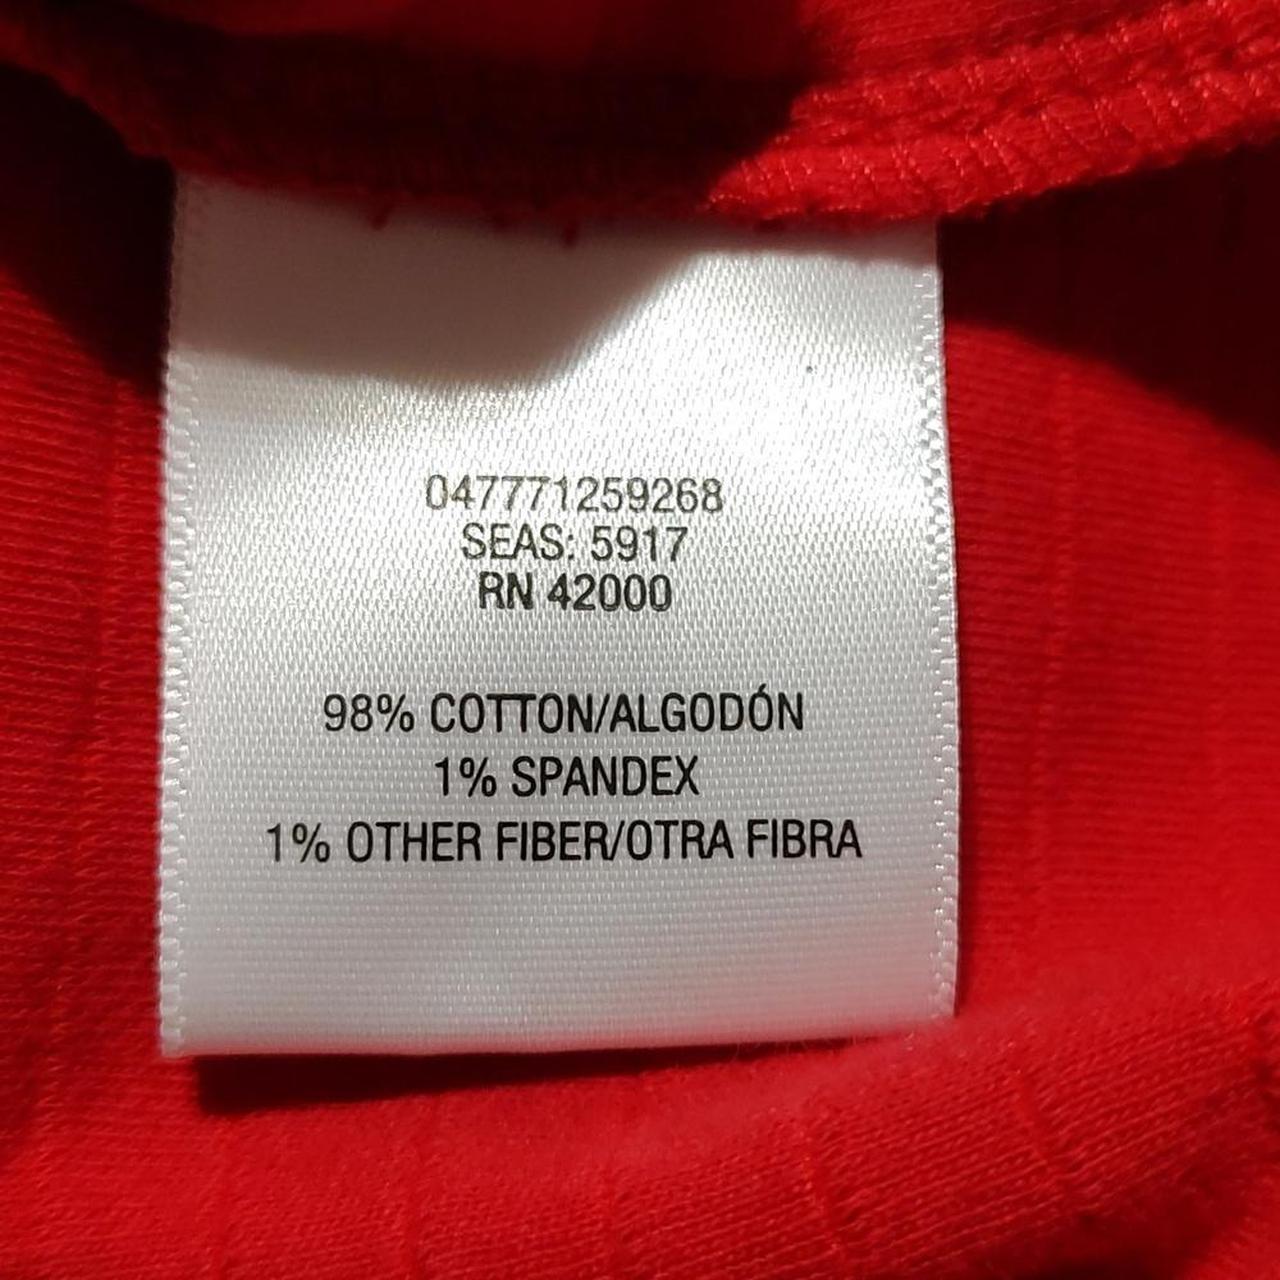 047771259268
SEAS: 5917
RN 42000
98% COTTON/ALGODÓN
1% SPANDEX
1% OTHER FIBER/OTRA FIBRA